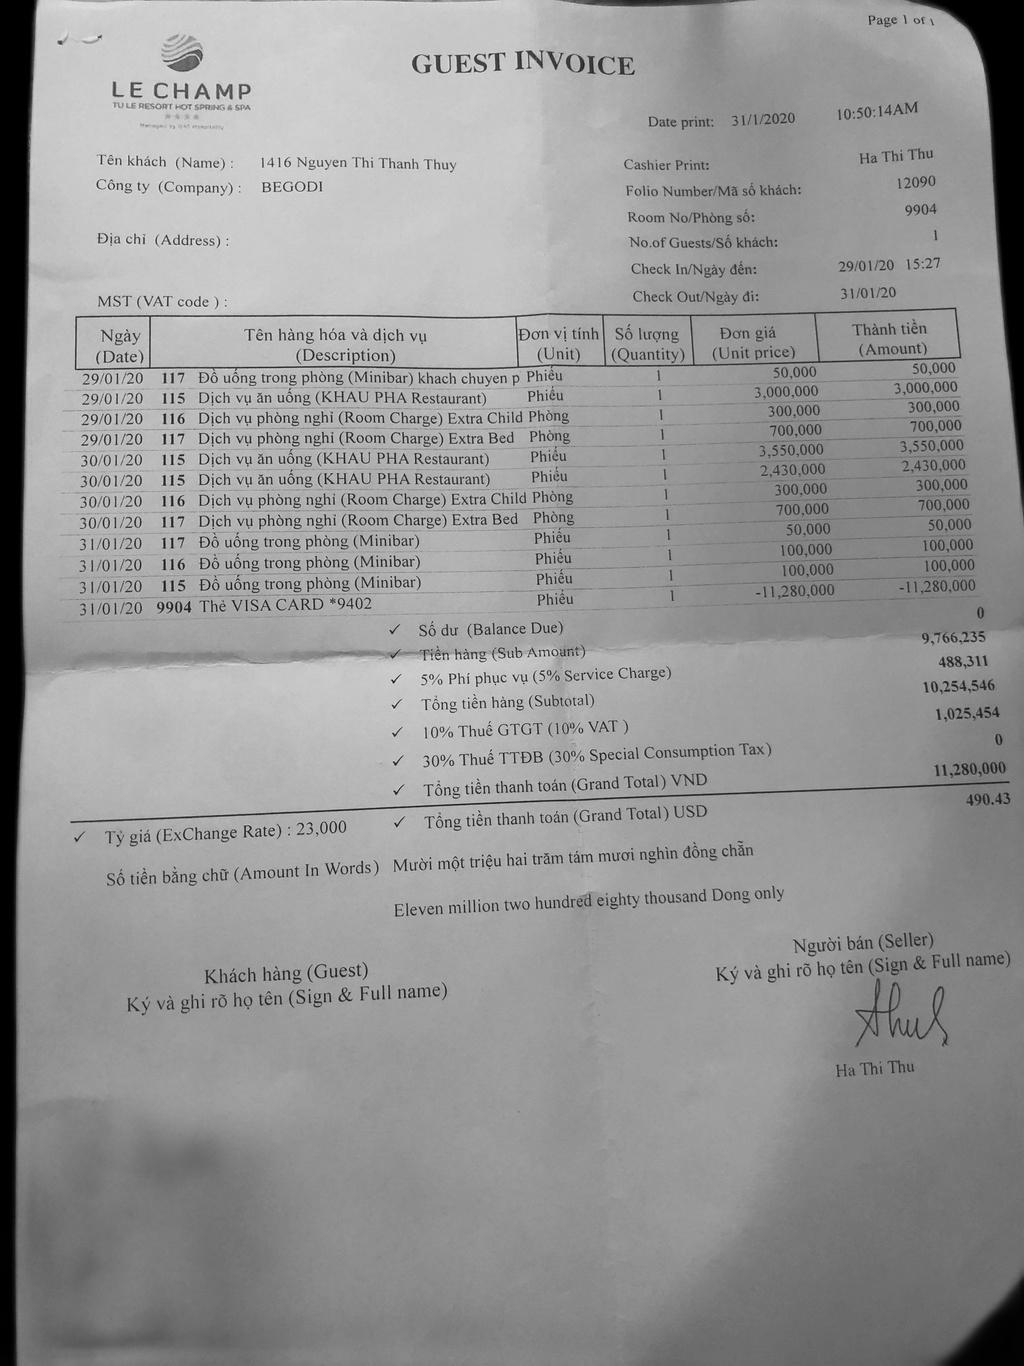 Page 1 of 1
LE CHAMP
TU LE RESORT HOT SPRING & SPA
GUEST INVOICE
Date print: 31/1/2020 10:50:14AM
Tên khách (Name) : 1416 Nguyen Thi Thanh Thuy
Cashier Print: Ha Thi Thu
Công ty (Company) : BEGODI
Folio Number/Mã số khách: 12090
Room No/Phòng số: 9904
Địa chỉ (Address) :
No.of Guests/Số khách: 1
Check In/Ngày đến: 29/01/20 15:27
MST (VAT code ) :
Check Out/Ngày đi: 31/01/20
Ngày Tên hàng hóa và dịch vụ Đơn vị tính Số lượng Đơn giá Thành tiền
(Date) (Description) (Unit) (Quantity) (Unit price) (Amount)
29/01/20 117 Đồ uống trong phòng (Minibar) khach chuyen p Phiếu 1 50,000 50,000
29/01/20 115 Dịch vụ ăn uống (KHAU PHA Restaurant) Phiếu 1 3,000,000 3,000,000
29/01/20 116 Dịch vụ phòng nghỉ (Room Charge) Extra Child Phòng 1 300,000 300,000
29/01/20 117 Dịch vụ phòng nghỉ (Room Charge) Extra Bed Phòng 1 700,000 700,000
30/01/20 115 Dịch vụ ăn uống (KHAU PHA Restaurant) Phiếu 1 3,550,000 3,550,000
30/01/20 115 Dịch vụ ăn uống (KHAU PHA Restaurant) Phiếu 1 2,430,000 2,430,000
30/01/20 116 Dịch vụ phòng nghỉ (Room Charge) Extra Child Phòng 1 300,000 300,000
30/01/20 117 Dịch vụ phòng nghỉ (Room Charge) Extra Bed Phòng 1 700,000 700,000
31/01/20 117 Đồ uống trong phòng (Minibar) Phiếu 1 50,000 50,000
31/01/20 116 Đồ uống trong phòng (Minibar) Phiếu 1 100,000 100,000
31/01/20 115 Đồ uống trong phòng (Minibar) Phiếu 1 100,000 100,000
31/01/20 9904 Thẻ VISA CARD *9402 Phiếu 1 -11,280,000 -11,280,000
✓ Số dư (Balance Due) 0
✓ Tiền hàng (Sub Amount) 9,766,235
✓ 5% Phí phục vụ (5% Service Charge) 488,311
✓ Tổng tiền hàng (Subtotal) 10,254,546
✓ 10% Thuế GTGT (10% VAT ) 1,025,454
✓ 30% Thuế TTĐB (30% Special Consumption Tax) 0
✓ Tổng tiền thanh toán (Grand Total) VND 11,280,000
✓ Tỷ giá (ExChange Rate) : 23,000 ✓ Tổng tiền thanh toán (Grand Total) USD 490.43
Số tiền bằng chữ (Amount In Words) Mười một triệu hai trăm tám mươi nghìn đồng chẵn
Eleven million two hundred eighty thousand Dong only
Khách hàng (Guest)
Ký và ghi rõ họ tên (Sign & Full name)
Người bán (Seller)
Ký và ghi rõ họ tên (Sign & Full name)
Ha Thi Thu